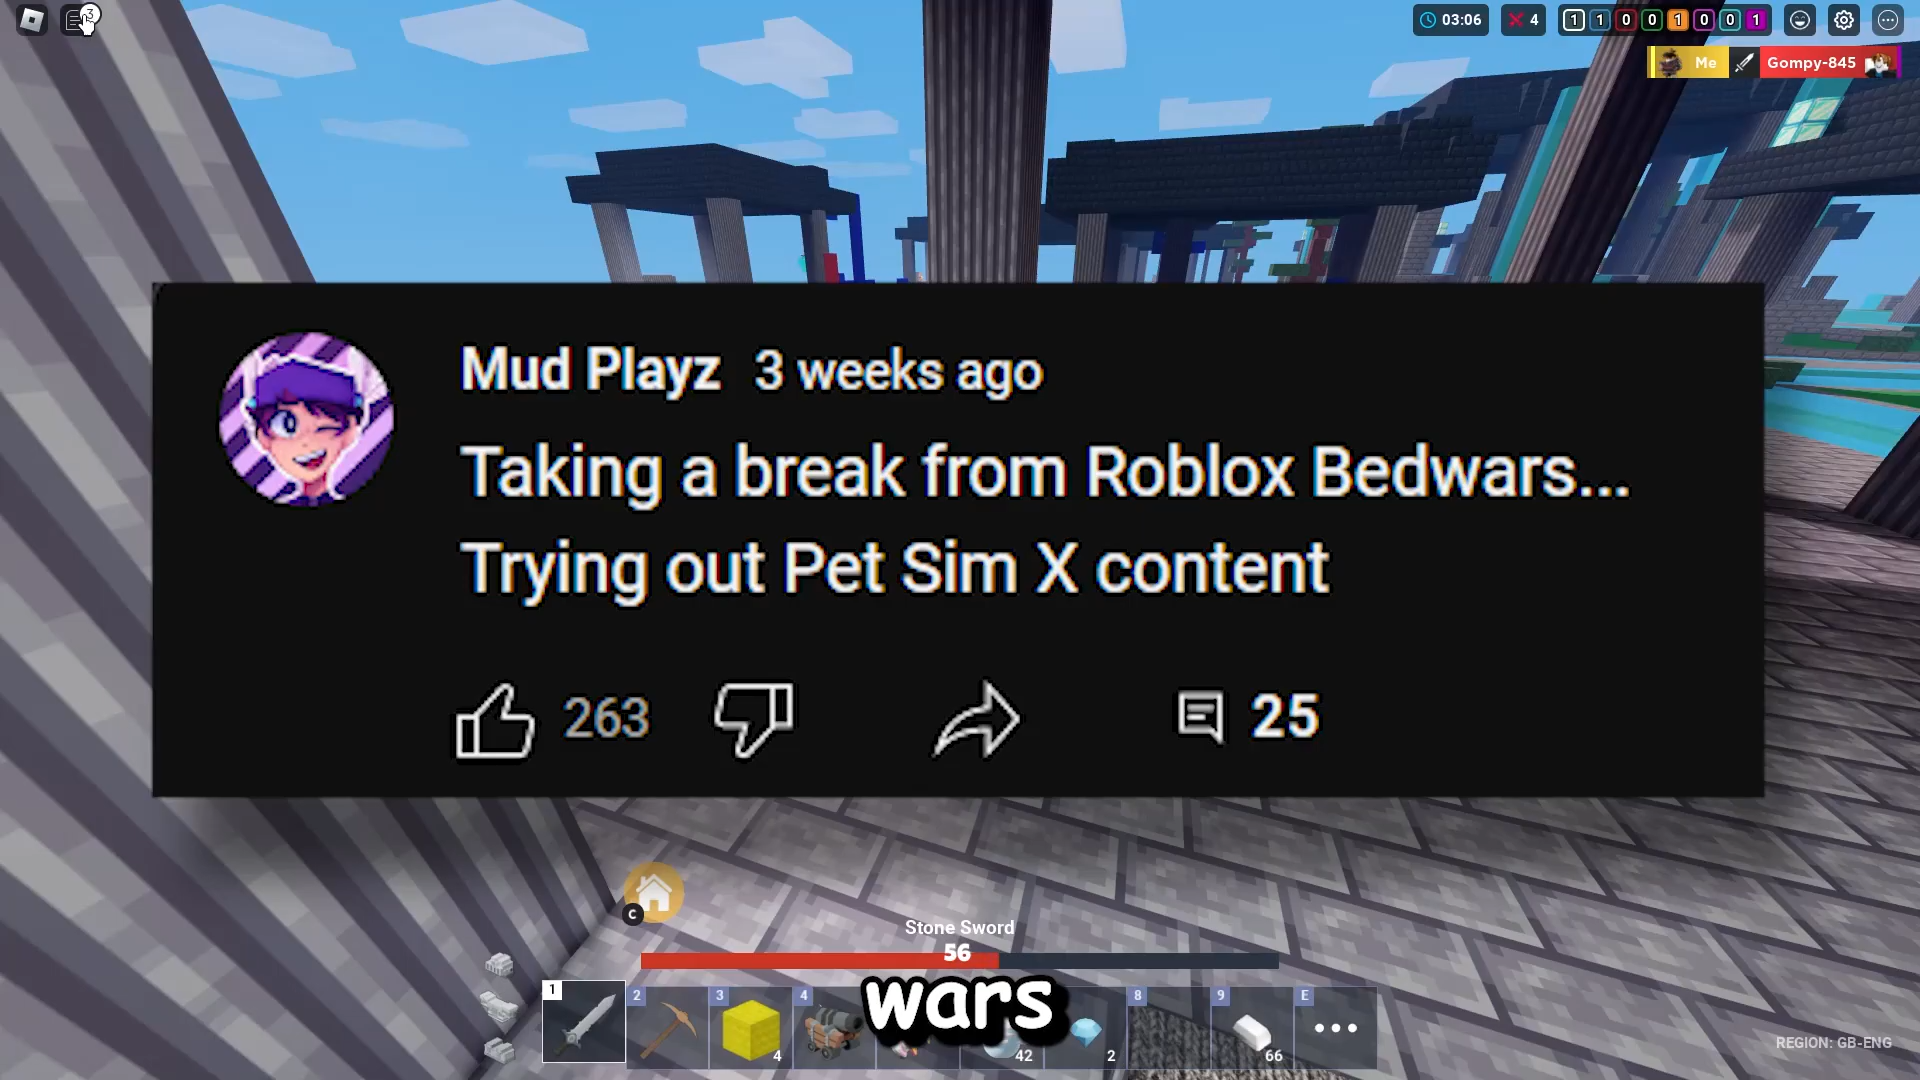 3
03:06
4
1 1 0 0 1 0 0 1
Me Gompy-845
Mud Playz 3 weeks ago
Taking a break from Roblox Bedwars...
Trying out Pet Sim X content
263
25
C
Stone Sword
56
wars
1 2 3 4 8 9 E
4 42 2 66
REGION: GB-ENG